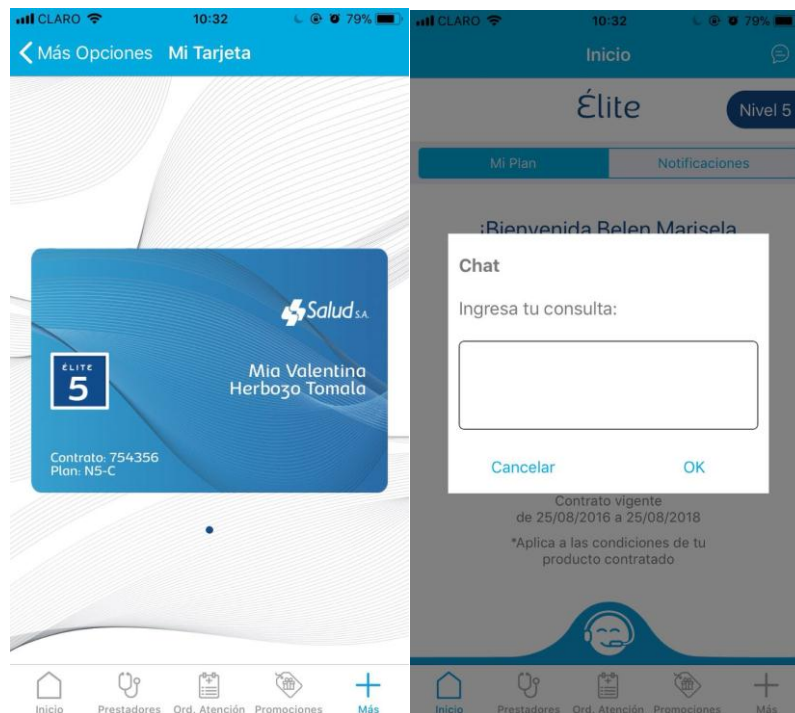 CLARO 10:32 79%
Más Opciones Mi Tarjeta
Salud S.A.
ÉLITE
5
Mia Valentina
Herbozo Tomala
Contrato: 754356
Plan: N5-C
Inicio Prestadores Ord. Atención Promociones Más
CLARO 10:32 79%
Inicio
Élite
Nivel 5
Mi Plan Notificaciones
¡Bienvenida Belen Marisela
Chat
Ingresa tu consulta:
Cancelar OK
Contrato vigente
de 25/08/2016 a 25/08/2018
*Aplica a las condiciones de tu
producto contratado
Inicio Prestadores Ord. Atención Promociones Más